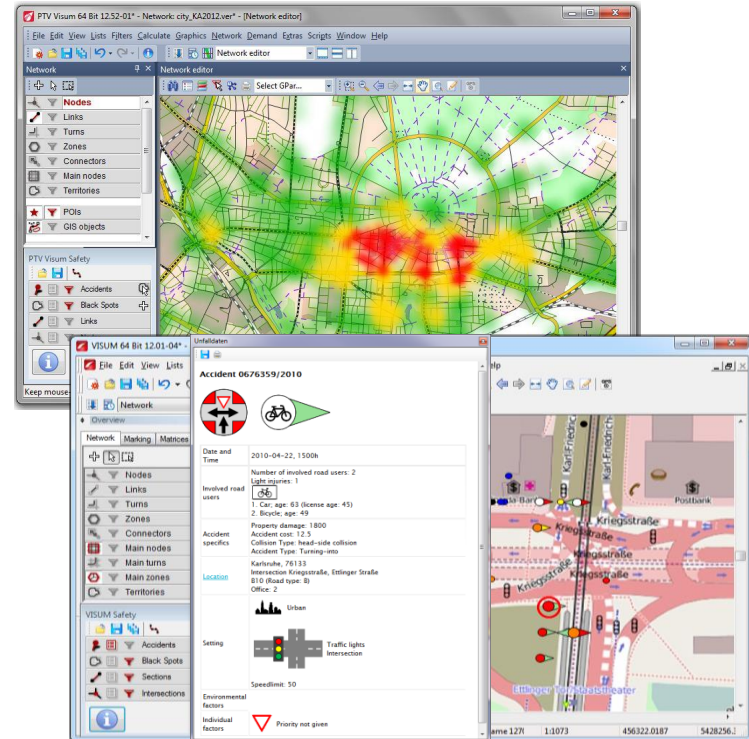 PTV Visum 64 Bit 12.52-01* - Network: city_KA2012.ver* - [Network editor]
File Edit View Lists Filters Calculate Graphics Network Demand Extras Scripts Window Help
Network editor
Network
Network editor
Select GPar...
Nodes
Links
Turns
Zones
Connectors
Main nodes
Territories
POIs
GIS objects
PTV Visum Safety
Accidents
Black Spots
Links
Keep mouse
VISUM 64 Bit 12.01-04* -
File Edit View Lists
Network
Overview
Network Marking Matrices
Nodes
Links
Turns
Zones
Connectors
Main nodes
Main turns
Main zones
Territories
VISUM Safety
Accidents
Black Spots
Sections
Intersections
Unfalldaten
Accident 0676359/2010
Date and Time
2010-04-22, 1500h
Involved road users
Number of involved road users: 2
Light injuries: 1
1. Car; age: 63 (license age. 45)
2. Bicycle; age: 49
Accident specifics
Property damage: 1800
Accident cost: 12.5
Collision Type: head-side collision
Accident Type: Turning-into
Location
Karlsruhe, 76133
Intersection Kriegsstraße, Ettlinger Straße
B10 (Road type: B)
Office: 2
Setting
Urban
Traffic lights
Intersection
Speedlimit: 50
Environmental factors
Individual factors
Priority not given
elp
Karl-Friedric
Karl-Friedrich
Postbank
Kriegsstraße
Kriegsstraße
Kriegsstraße
Kriegsstraße
Kriegsstraße
Ettlinger Tor/Staatstheater
1:1073
456322.0187
5428256.